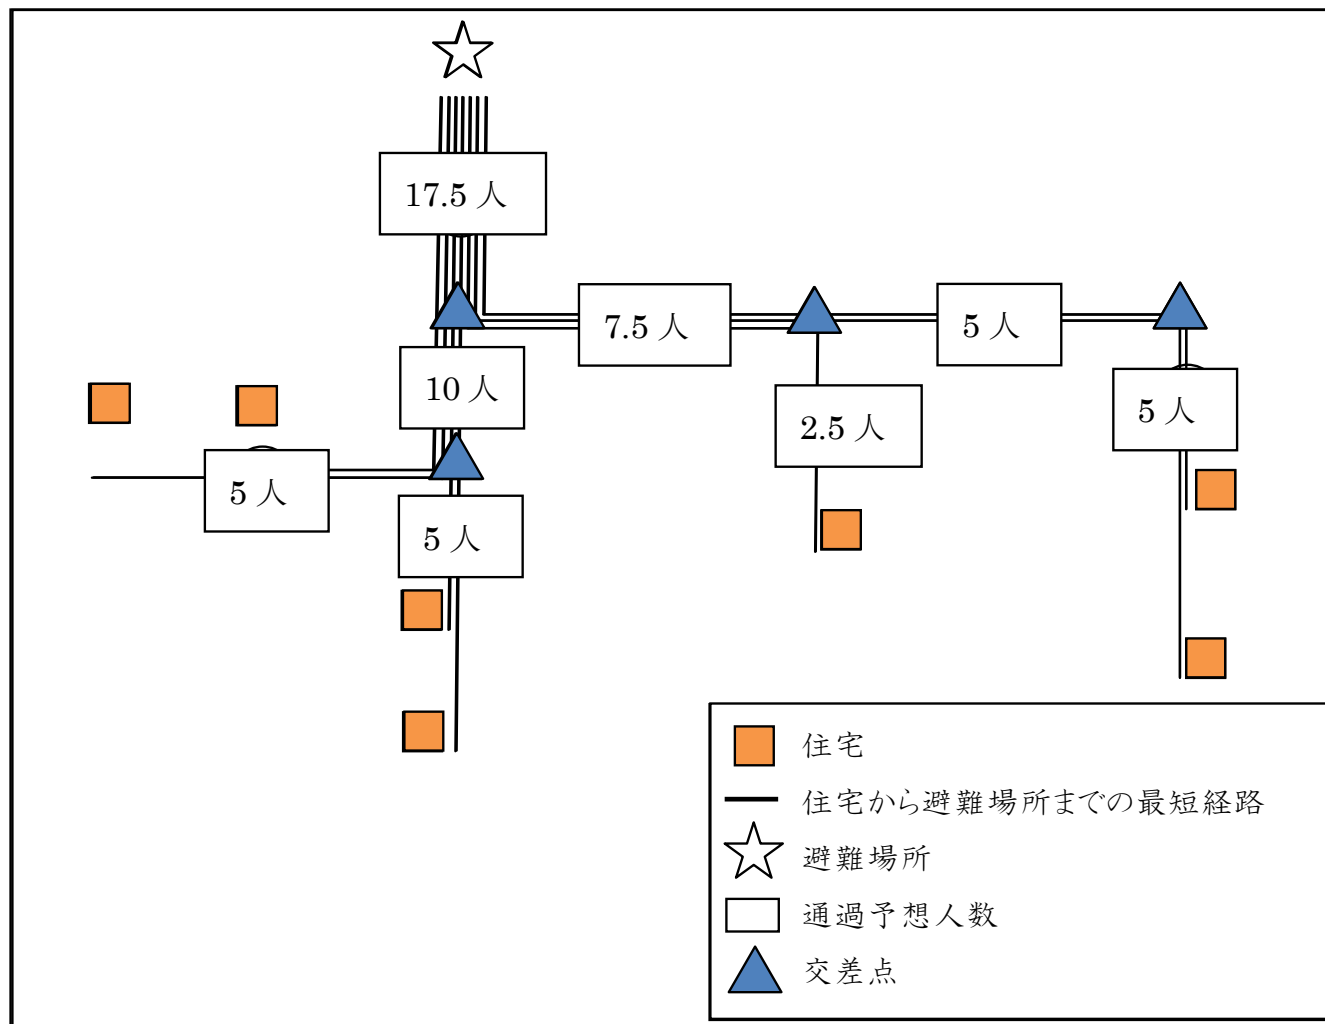 17.5 人
7.5 人
5 人
10 人
5 人
2.5 人
5 人
5 人
住宅
住宅から避難場所までの最短経路
避難場所
通過予想人数
交差点